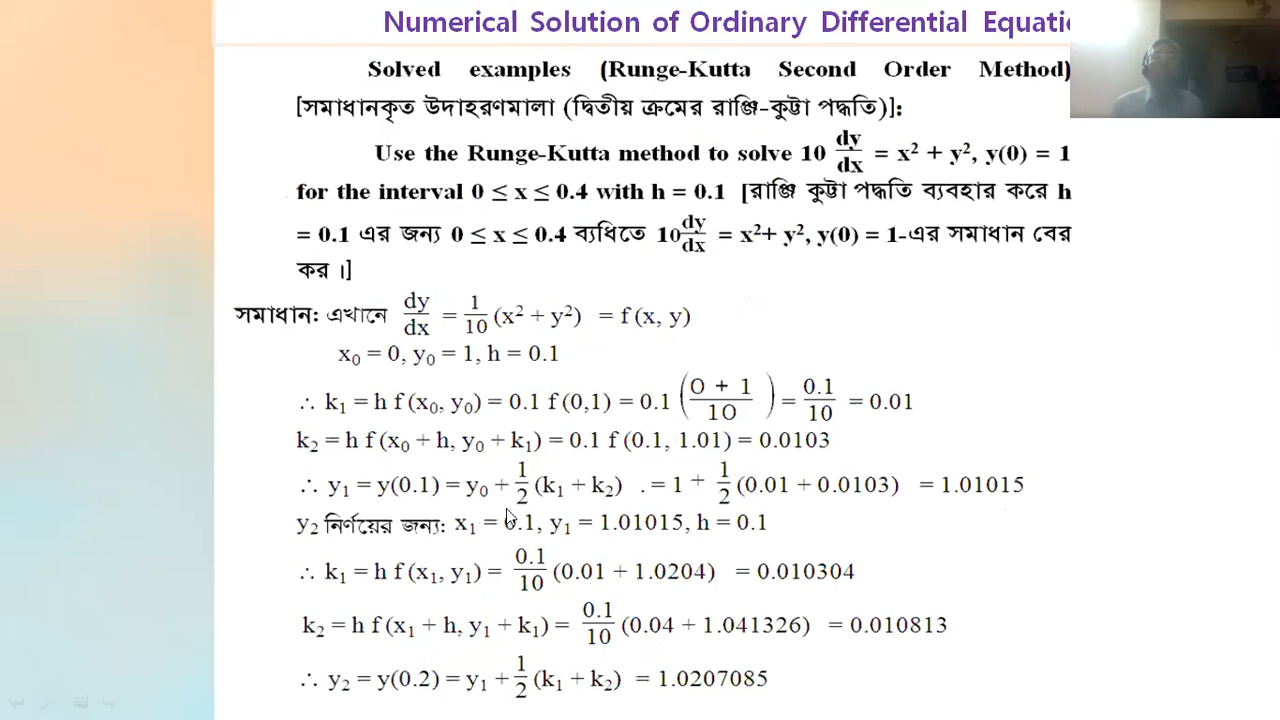 Numerical Solution of Ordinary Differential Equatio
Solved examples (Runge-Kutta Second Order Method)
[সমাধানকৃত উদাহরণমালা (দ্বিতীয় ক্রমের রাঞ্জি-কুট্টা পদ্ধতি)]:
Use the Runge-Kutta method to solve 10 dy/dx = x² + y², y(0) = 1
for the interval 0 ≤ x ≤ 0.4 with h = 0.1 [রাঞ্জি কুট্টা পদ্ধতি ব্যবহার করে h
= 0.1 এর জন্য 0 ≤ x ≤ 0.4 ব্যধিতে 10 dy/dx = x²+ y², y(0) = 1-এর সমাধান বের
কর ।]
সমাধান: এখানে dy/dx = 1/10 (x² + y²) = f (x, y)
x₀ = 0, y₀ = 1, h = 0.1
∴ k₁ = h f (x₀, y₀) = 0.1 f (0,1) = 0.1 ((0 + 1)/10) = 0.1/10 = 0.01
k₂ = h f (x₀ + h, y₀ + k₁) = 0.1 f (0.1, 1.01) = 0.0103
∴ y₁ = y(0.1) = y₀ + 1/2 (k₁ + k₂) . = 1 + 1/2 (0.01 + 0.0103) = 1.01015
y₂ নির্ণয়ের জন্য: x₁ = 0.1, y₁ = 1.01015, h = 0.1
∴ k₁ = h f (x₁, y₁) = 0.1/10 (0.01 + 1.0204) = 0.010304
k₂ = h f (x₁ + h, y₁ + k₁) = 0.1/10 (0.04 + 1.041326) = 0.010813
∴ y₂ = y(0.2) = y₁ + 1/2 (k₁ + k₂) = 1.0207085